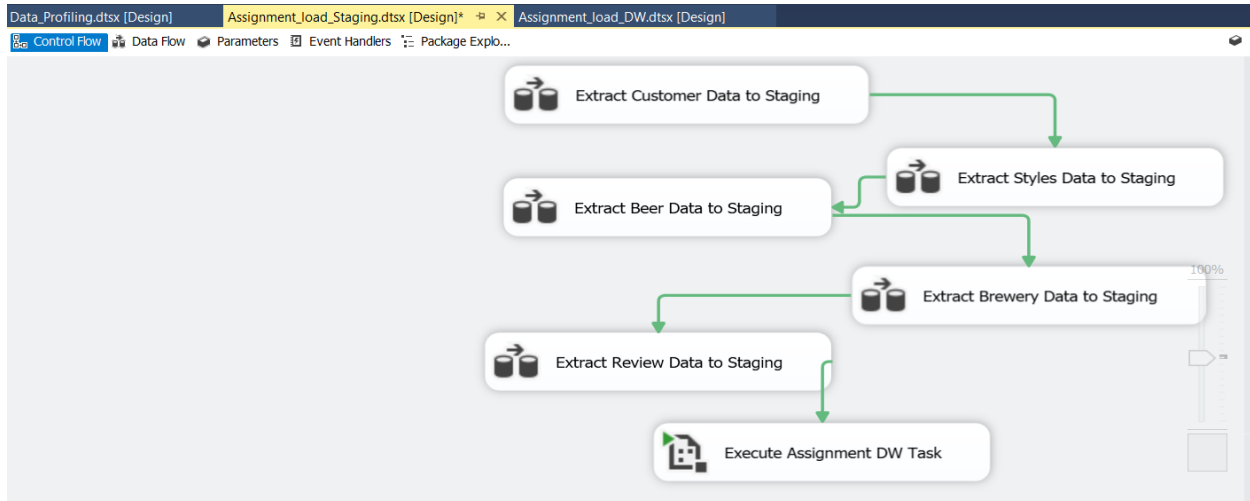 Data_Profiling.dtsx [Design]
Assignment_load_Staging.dtsx [Design]*
Assignment_load_DW.dtsx [Design]
Control Flow
Data Flow
Parameters
Event Handlers
Package Explo...
Extract Customer Data to Staging
Extract Styles Data to Staging
Extract Beer Data to Staging
100%
Extract Brewery Data to Staging
Extract Review Data to Staging
Execute Assignment DW Task